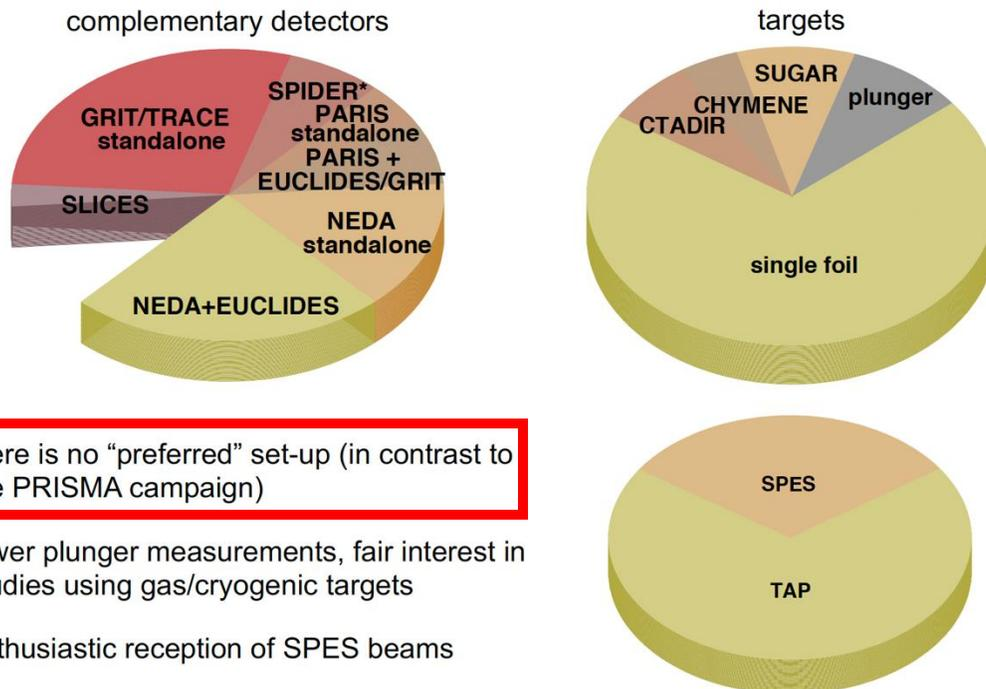 complementary detectors
GRIT/TRACE
standalone
SPIDER*
PARIS
standalone
PARIS +
EUCLIDES/GRIT
SLICES
NEDA
standalone
NEDA+EUCLIDES
targets
SUGAR
CHYMENE
CTADIR
plunger
single foil
ere is no “preferred” set-up (in contrast to
e PRISMA campaign)
wer plunger measurements, fair interest in
udies using gas/cryogenic targets
thusiastic reception of SPES beams
SPES
TAP